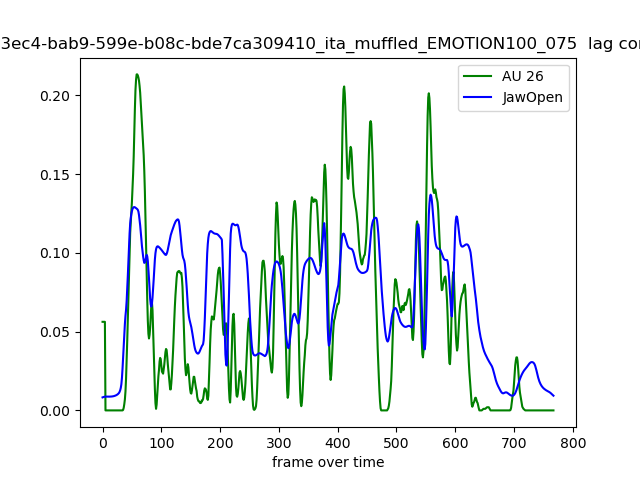 3ec4-bab9-599e-b08c-bde7ca309410_ita_muffled_EMOTION100_075 lag
AU 26
JawOpen
0.20
0.15
0.10
0.05
0.00
0 100 200 300 400 500 600 700 800
frame over time